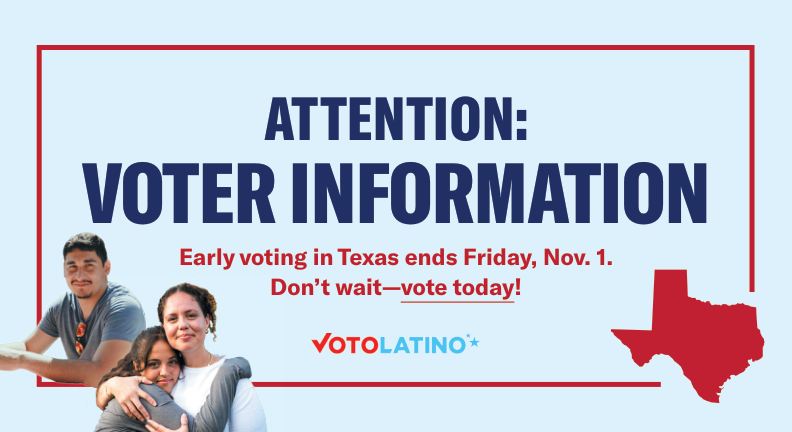 ATTENTION:
VOTER INFORMATION
Early voting in Texas ends Friday, Nov. 1.
Don’t wait—vote today!
VOTOLATINO